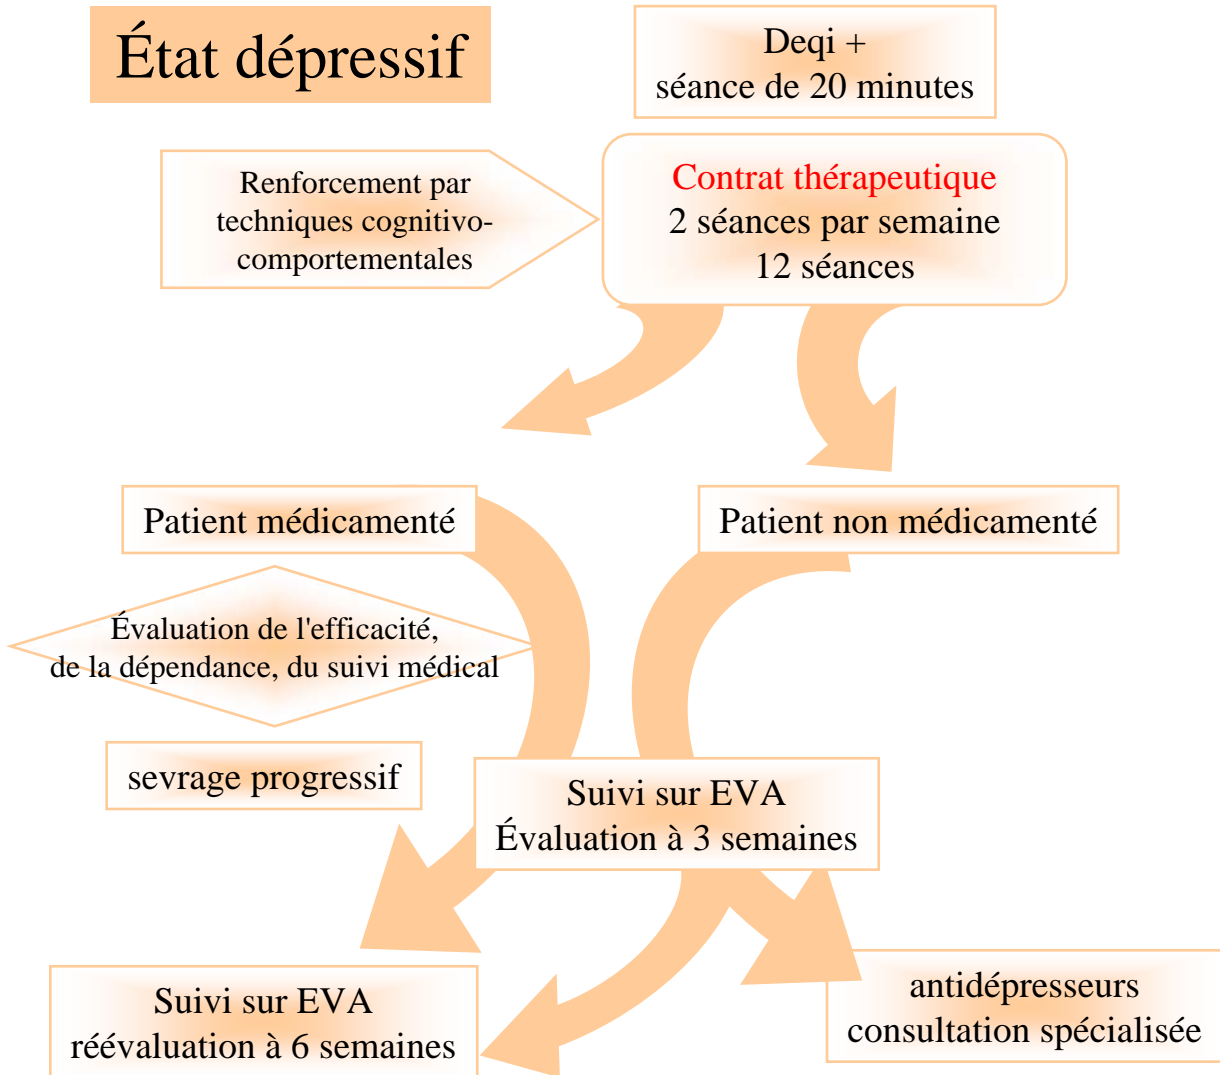 État dépressif
Deqi +
séance de 20 minutes
Renforcement par
techniques cognitivo-
comportementales
Contrat thérapeutique
2 séances par semaine
12 séances
Patient médicamenté
Patient non médicamenté
Évaluation de l'efficacité,
de la dépendance, du suivi médical
sevrage progressif
Suivi sur EVA
Évaluation à 3 semaines
Suivi sur EVA
réévaluation à 6 semaines
antidépresseurs
consultation spécialisée